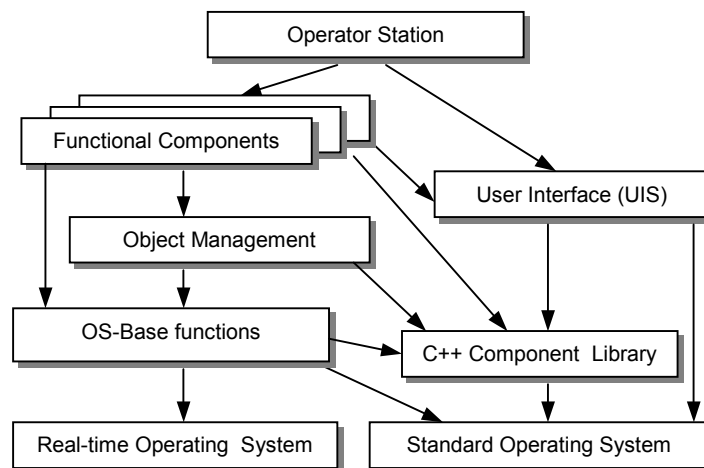 Operator Station
Functional Components
User Interface (UIS)
Object Management
OS-Base functions
C++ Component Library
Real-time Operating System
Standard Operating System